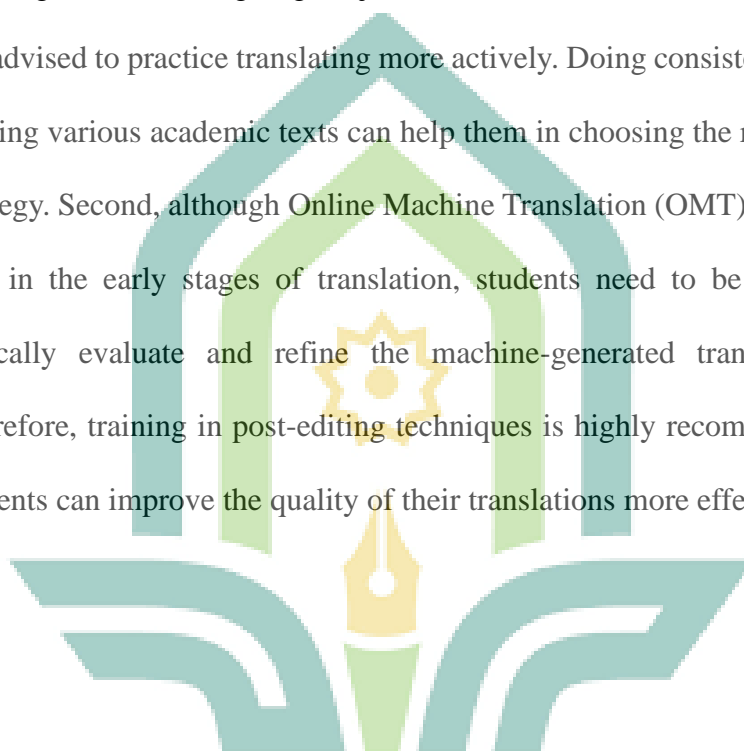 advised to practice translating more actively. Doing consiste
ing various academic texts can help them in choosing the
egy. Second, although Online Machine Translation (OMT)
in the early stages of translation, students need to be
cally evaluate and refine the machine-generated tran
refore, training in post-editing techniques is highly recom
ents can improve the quality of their translations more effe